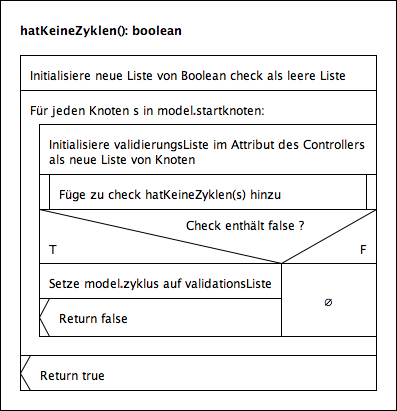 hatKeineZyklen(): boolean
Initialisiere neue Liste von Boolean check als leere Liste
Für jeden Knoten s in model.startknoten:
Initialisiere validierungsListe im Attribut des Controllers
als neue Liste von Knoten
Füge zu check hatKeineZyklen(s) hinzu
Check enthält false ?
T F
Setze model.zyklus auf validationsListe
∅
Return false
Return true